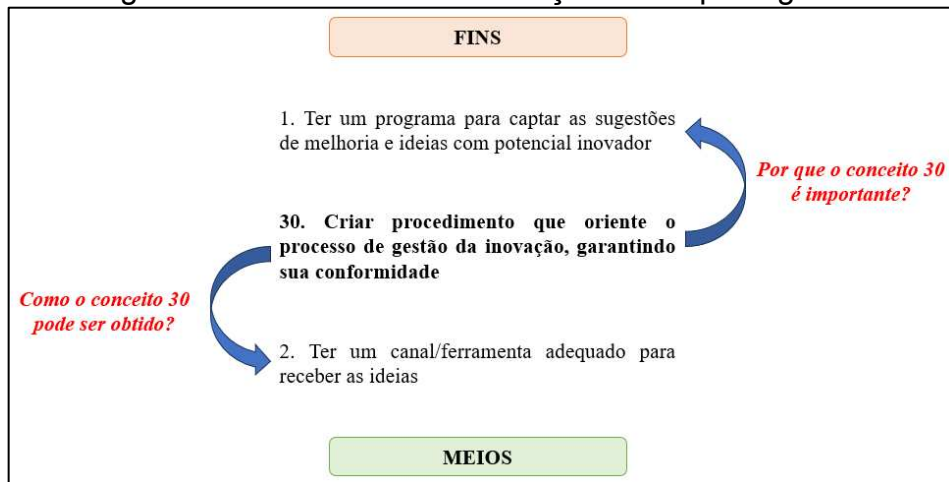 FINS
1. Ter um programa para captar as sugestões
de melhoria e ideias com potencial inovador
Por que o conceito 30
é importante?
30. Criar procedimento que oriente o
processo de gestão da inovação, garantindo
sua conformidade
Como o conceito 30
pode ser obtido?
2. Ter um canal/ferramenta adequado para
receber as ideias
MEIOS